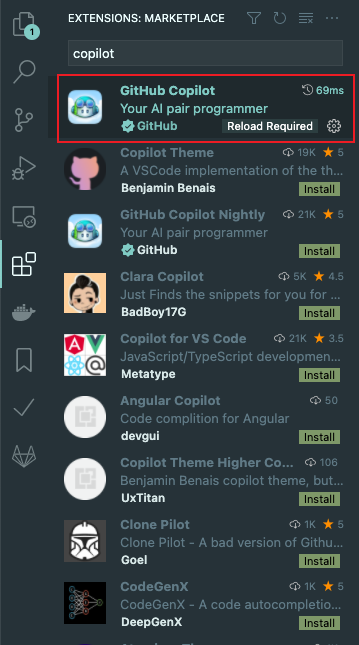 EXTENSIONS: MARKETPLACE
1
copilot
GitHub Copilot 69ms
Your AI pair programmer
GitHub Reload Required
Copilot Theme 19K 5
A VSCode implementation of the th...
Benjamin Benais Install
GitHub Copilot Nightly 21K 5
Your AI pair programmer
GitHub Install
Clara Copilot 5K 4.5
Just Finds the snippets for you for ...
BadBoy17G Install
Copilot for VS Code 21K 3.5
JavaScript/TypeScript developmen...
Metatype Install
Angular Copilot 50
Code complition for Angular
devgui Install
Copilot Theme Higher Co... 106
Benjamin Benais copilot theme, but...
UxTitan Install
Clone Pilot 1K 5
Clone Pilot - A bad version of Githu...
Goel Install
CodeGenX 1K 5
CodeGenX - A code autocompletio...
DeepGenX Install